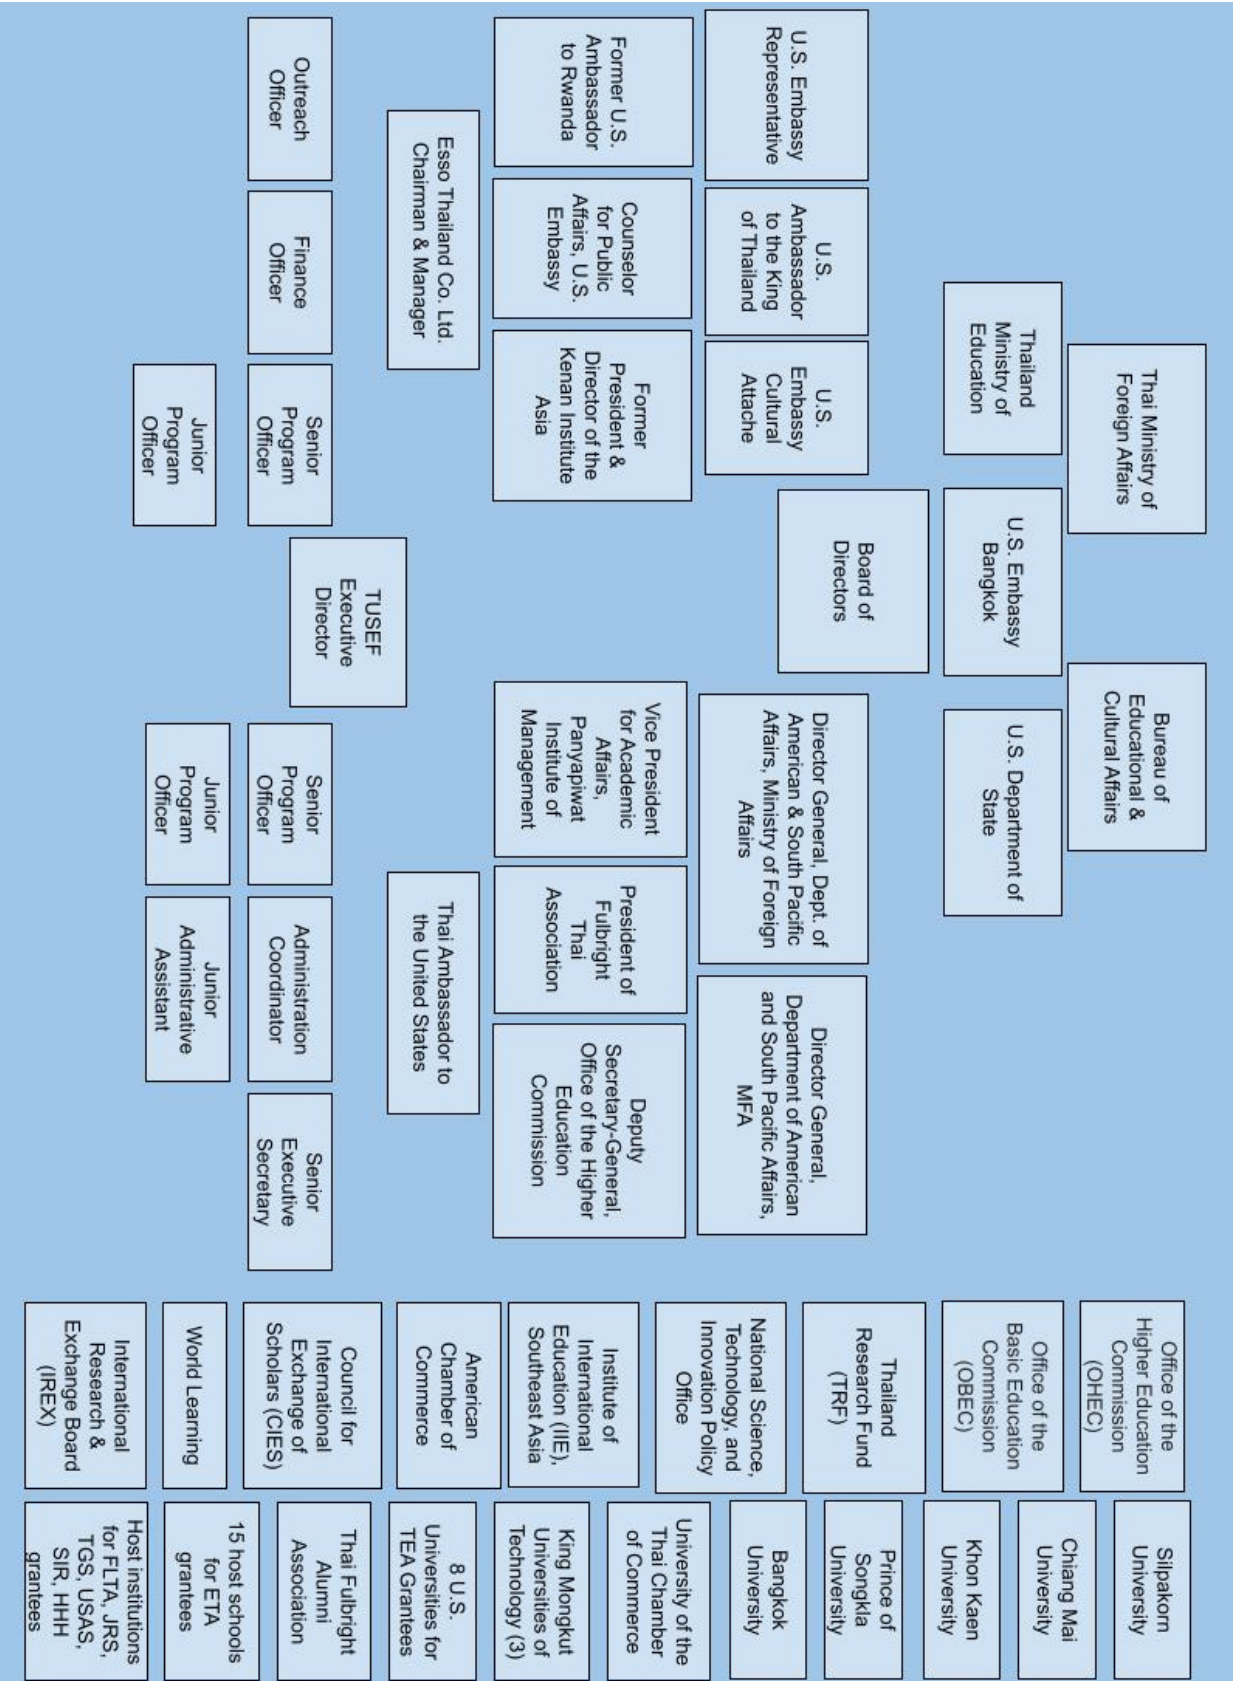 Thai Ministry of
Foreign Affairs
Bureau of
Educational &
Cultural Affairs
Thailand
Ministry of
Education
U.S. Embassy
Bangkok
U.S. Department of
State
Board of
Directors
U.S. Embassy
Representative
U.S.
Ambassador
to the King
of Thailand
U.S.
Embassy
Cultural
Attache
Director General, Dept. of
American & South Pacific
Affairs, Ministry of Foreign
Affairs
Director General,
Department of American
and South Pacific Affairs,
MFA
Former U.S.
Ambassador
to Rwanda
Counselor
for Public
Affairs, U.S.
Embassy
Former
President &
Director of the
Kenan Institute
Asia
Vice President
for Academic
Affairs,
Panyapiwat
Institute of
Management
President of
Fulbright
Thai
Association
Deputy
Secretary-General,
Office of the Higher
Education
Commission
Esso Thailand Co. Ltd.
Chairman & Manager
Thai Ambassador to
the United States
TUSEF
Executive
Director
Outreach
Officer
Finance
Officer
Senior
Program
Officer
Senior
Program
Officer
Administration
Coordinator
Senior
Executive
Secretary
Junior
Program
Officer
Junior
Program
Officer
Junior
Administrative
Assistant
Office of the
Higher Education
Commission
(OHEC)
Office of the
Basic Education
Commission
(OBEC)
Thailand
Research Fund
(TRF)
National Science,
Technology, and
Innovation Policy
Office
Institute of
International
Education (IIE),
Southeast Asia
American
Chamber of
Commerce
Council for
International
Exchange of
Scholars (CIES)
World Learning
International
Research &
Exchange Board
(IREX)
Silpakorn
University
Chiang Mai
University
Khon Kaen
University
Prince of
Songkla
University
Bangkok
University
University of the
Thai Chamber
of Commerce
King Mongkut
Universities of
Technology (3)
8 U.S.
Universities for
TEA Grantees
Thai Fulbright
Alumni
Association
15 host schools
for ETA
grantees
Host institutions
for FLTA, JRS,
TGS, USAS,
SIR, HHH
grantees